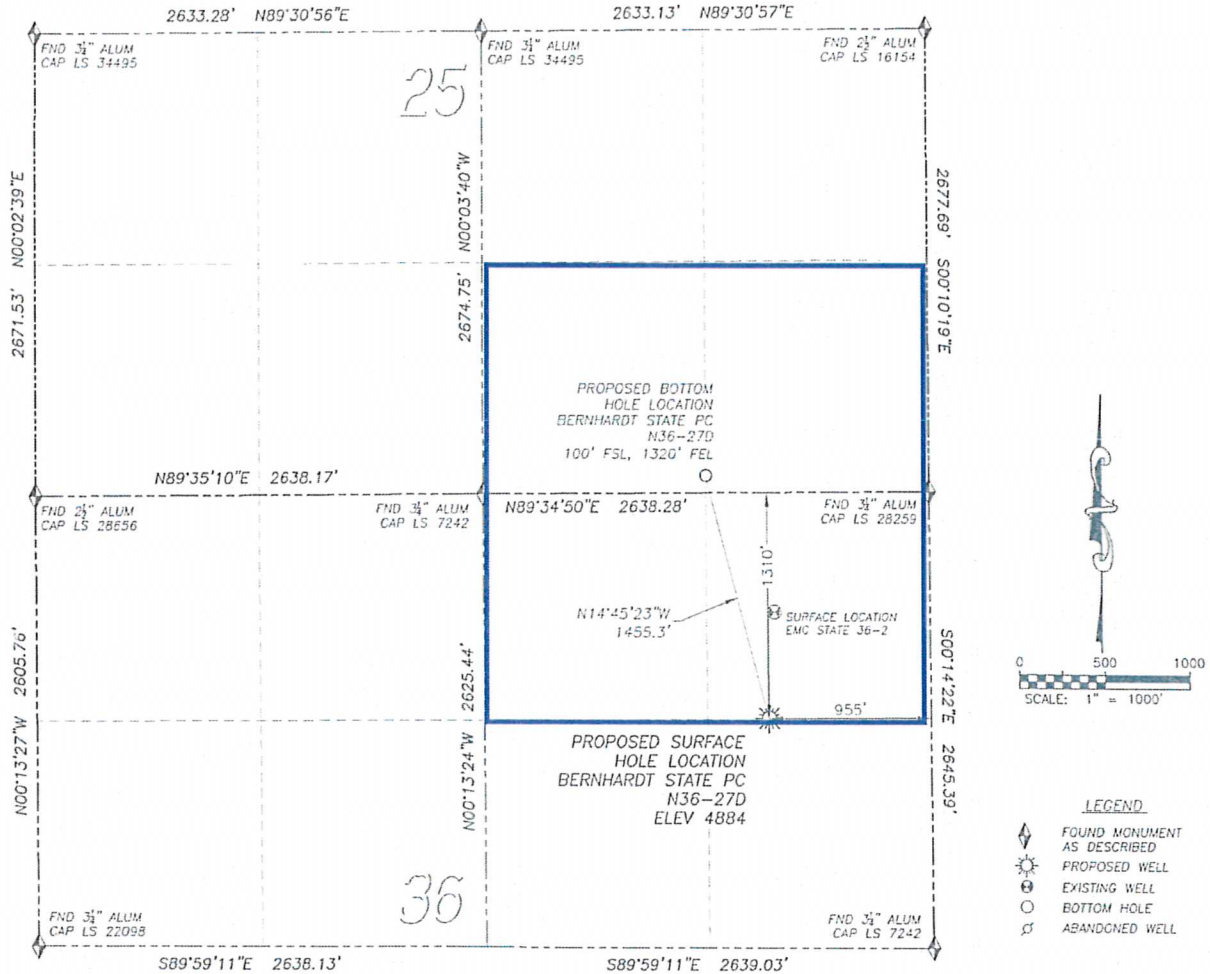 2633.28' N89°30'56"E
2633.13' N89°30'57"E
FND 3¼" ALUM
CAP LS 34495
FND 3¼" ALUM
CAP LS 34495
FND 2½" ALUM
CAP LS 16154
25
2671.53' N00°02'39"E
2674.75' N00°03'40"W
2677.69' S00°10'19"E
PROPOSED BOTTOM
HOLE LOCATION
BERNHARDT STATE PC
N36-27D
100' FSL, 1320' FEL
N89°35'10"E 2638.17'
N89°34'50"E 2638.28'
FND 2½" ALUM
CAP LS 28656
FND 3¼" ALUM
CAP LS 7242
FND 3¼" ALUM
CAP LS 28259
1310'
N14°45'23"W
1455.3'
SURFACE LOCATION
EMC STATE 36-2
955'
N00°13'27"W 2605.76'
N00°13'24"W 2625.44'
S00°14'22"E 2645.39'
PROPOSED SURFACE
HOLE LOCATION
BERNHARDT STATE PC
N36-27D
ELEV 4884
36
FND 3¼" ALUM
CAP LS 22098
FND 3¼" ALUM
CAP LS 7242
S89°59'11"E 2638.13'
S89°59'11"E 2639.03'
0 500 1000
SCALE: 1" = 1000'
LEGEND
FOUND MONUMENT
AS DESCRIBED
PROPOSED WELL
EXISTING WELL
BOTTOM HOLE
ABANDONED WELL